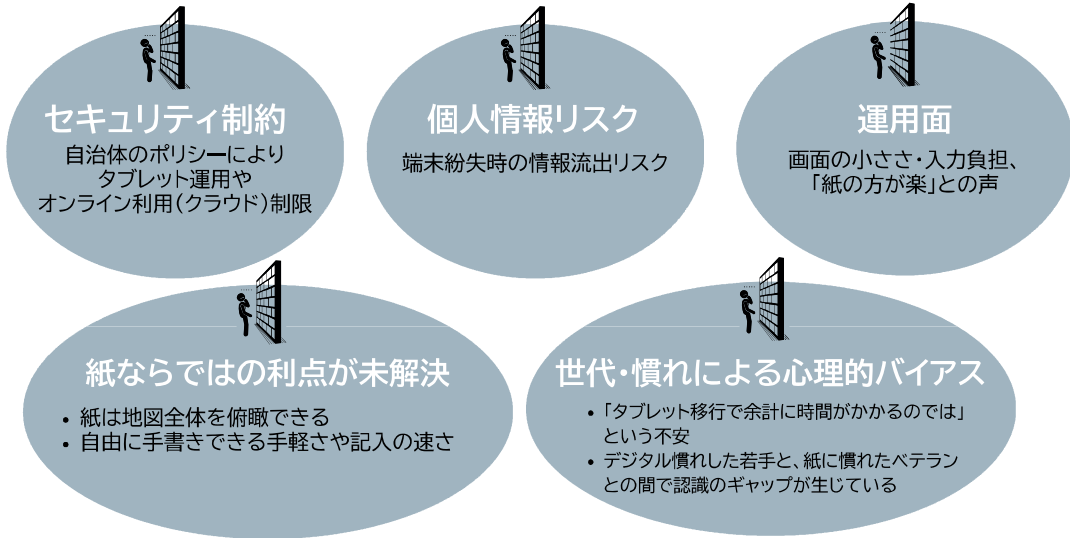 セキュリティ制約
自治体のポリシーにより
タブレット運用や
オンライン利用(クラウド)制限
個人情報リスク
端末紛失時の情報流出リスク
運用面
画面の小ささ・入力負担、
「紙の方が楽」との声
紙ならではの利点が未解決
• 紙は地図全体を俯瞰できる
• 自由に手書きできる手軽さや記入の速さ
世代・慣れによる心理的バイアス
• 「タブレット移行で余計に時間がかかるのでは」
という不安
• デジタル慣れした若手と、紙に慣れたベテラン
との間で認識のギャップが生じている